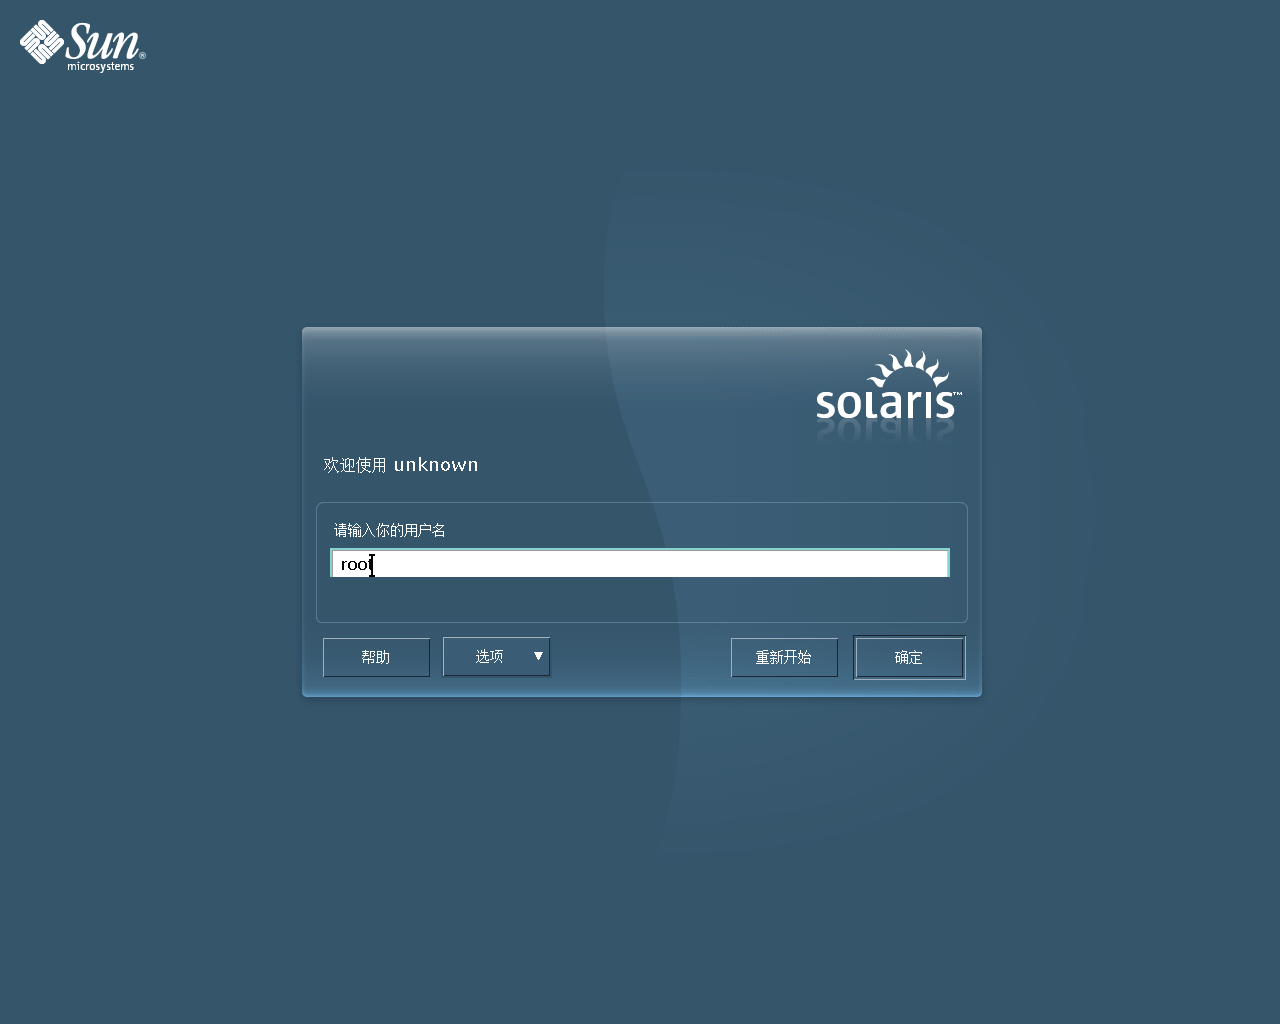 Sun®
microsystems
solaris™
欢迎使用 unknown
请输入你的用户名
root
帮助
选项
重新开始
确定